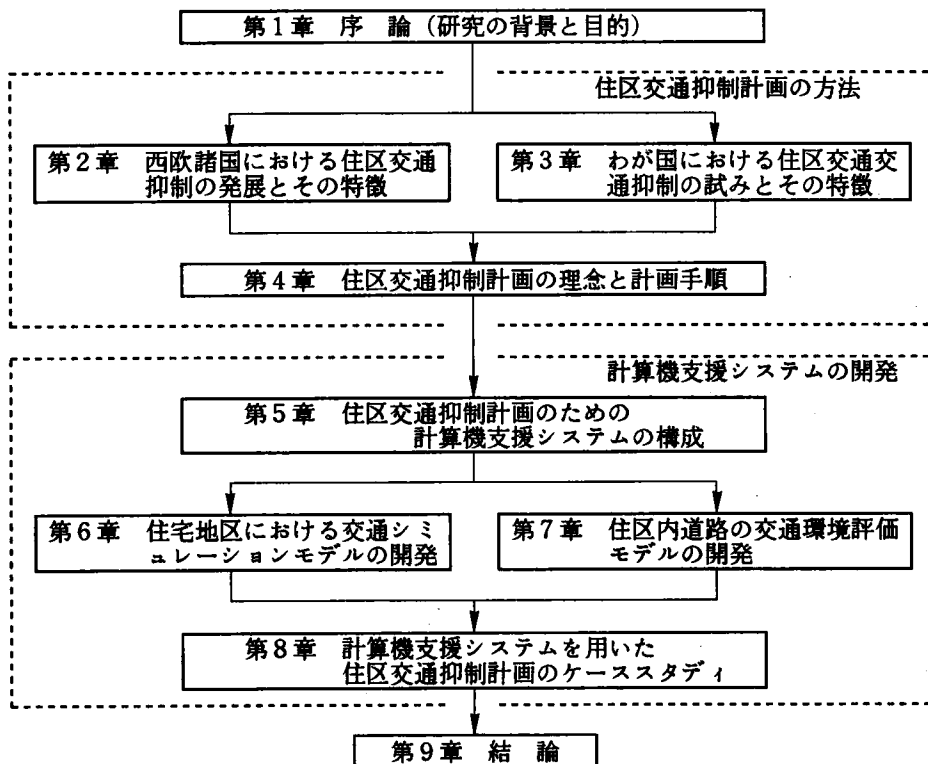 第1章 序 論（研究の背景と目的）
住区交通抑制計画の方法
第2章 西欧諸国における住区交通
抑制の発展とその特徴
第3章 わが国における住区交通交
通抑制の試みとその特徴
第4章 住区交通抑制計画の理念と計画手順
計算機支援システムの開発
第5章 住区交通抑制計画のための
計算機支援システムの構成
第6章 住宅地区における交通シミ
ュレーションモデルの開発
第7章 住区内道路の交通環境評価
モデルの開発
第8章 計算機支援システムを用いた
住区交通抑制計画のケーススタディ
第9章 結 論